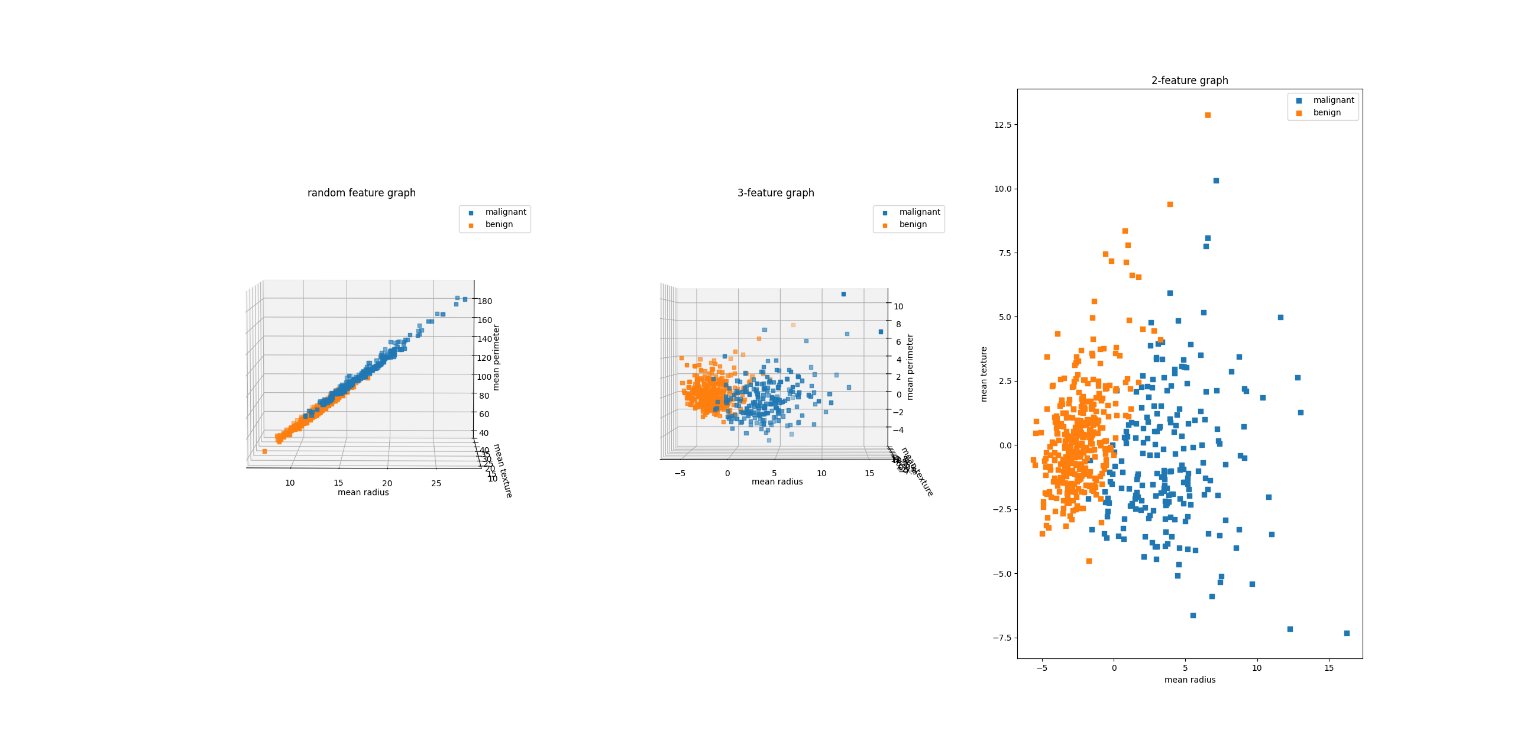 random feature graph
malignant
benign
180
160
140
120
100
80
60
40
mean perimeter
40
30
10
mean texture
10
15
20
25
mean radius
3-feature graph
malignant
benign
10
8
6
4
2
0
−2
−4
mean perimeter
−5
0
5
10
15
mean radius
2-feature graph
malignant
benign
12.5
10.0
7.5
5.0
2.5
0.0
−2.5
−5.0
−7.5
mean texture
−5
0
5
10
15
mean radius